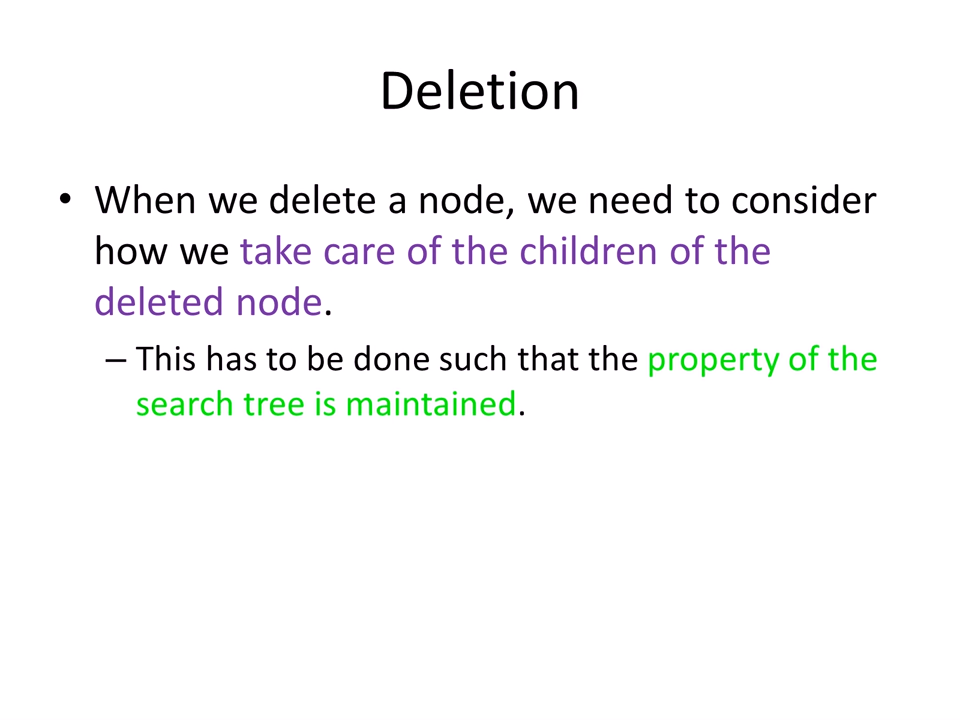 Deletion
• When we delete a node, we need to consider
how we take care of the children of the
deleted node.
– This has to be done such that the property of the
search tree is maintained.